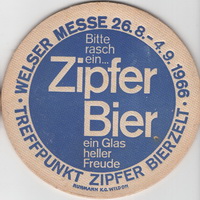 WELSER MESSE 26.8.-4.9.1966
Bitte
rasch
ein...
Zipfer
Bier
ein Glas
heller
Freude
TREFFPUNKT ZIPFER BIERZELT